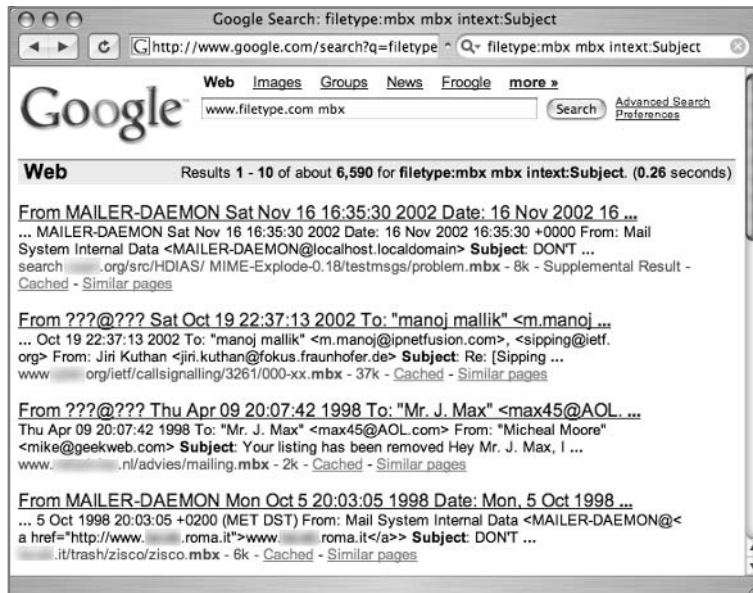 Google Search: filetype:mbx mbx intext:Subject
http://www.google.com/search?q=filetype filetype:mbx mbx intext:Subject
Web Images Groups News Froogle more »
Google™
www.filetype.com mbx Search Advanced Search
Preferences
Web Results 1 - 10 of about 6,590 for filetype:mbx mbx intext:Subject. (0.26 seconds)
From MAILER-DAEMON Sat Nov 16 16:35:30 2002 Date: 16 Nov 2002 16 ...
... MAILER-DAEMON Sat Nov 16 16:35:30 2002 Date: 16 Nov 2002 16:35:30 +0000 From: Mail
System Internal Data <MAILER-DAEMON@localhost.localdomain> Subject: DON'T ...
search .org/src/HDIAS/ MIME-Explode-0.18/testmsgs/problem.mbx - 8k - Supplemental Result -
Cached - Similar pages
From ???@??? Sat Oct 19 22:37:13 2002 To: "manoj mallik" <m.manoj ...
... Oct 19 22:37:13 2002 To: "manoj mallik" <m.manoj@ipnetfusion.com>, <sipping@ietf.
org> From: Jiri Kuthan <jiri.kuthan@fokus.fraunhofer.de> Subject: Re: [Sipping ...
www org/ietf/callsignalling/3261/000-xx.mbx - 37k - Cached - Similar pages
From ???@??? Thu Apr 09 20:07:42 1998 To: "Mr. J. Max" <max45@AOL. ...
Thu Apr 09 20:07:42 1998 To: "Mr. J. Max" <max45@AOL.com> From: "Micheal Moore"
<mike@geekweb.com> Subject: Your listing has been removed Hey Mr. J. Max, I ...
www. .nl/advies/mailing.mbx - 2k - Cached - Similar pages
From MAILER-DAEMON Mon Oct 5 20:03:05 1998 Date: Mon, 5 Oct 1998 ...
... 5 Oct 1998 20:03:05 +0200 (MET DST) From: Mail System Internal Data <MAILER-DAEMON@<
a href="http://www. .roma.it">www. .roma.it</a>> Subject: DON'T ...
.it/trash/zisco/zisco.mbx - 6k - Cached - Similar pages